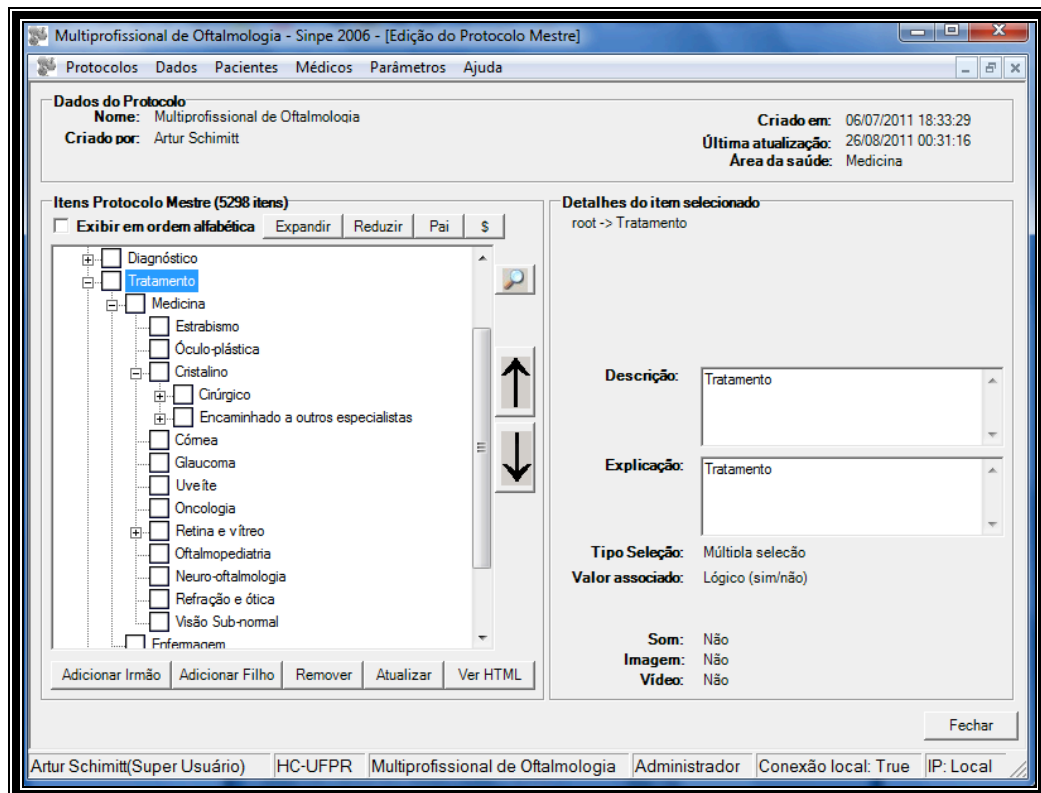 Multiprofissional de Oftalmologia - Sinpe 2006 - [Edição do Protocolo Mestre]
Protocolos Dados Pacientes Médicos Parâmetros Ajuda
Dados do Protocolo
Nome: Multiprofissional de Oftalmologia
Criado por: Artur Schimitt
Criado em: 06/07/2011 18:33:29
Última atualização: 26/08/2011 00:31:16
Área da saúde: Medicina
Itens Protocolo Mestre (5298 itens)
Exibir em ordem alfabética Expandir Reduzir Pai $
Diagnóstico
Tratamento
Medicina
Estrabismo
Óculo-plástica
Cristalino
Cirúrgico
Encaminhado a outros especialistas
Córnea
Glaucoma
Uveíte
Oncologia
Retina e vítreo
Oftalmopediatria
Neuro-oftalmologia
Refração e ótica
Visão Sub-normal
Enfermagem
Adicionar Irmão Adicionar Filho Remover Atualizar Ver HTML
Detalhes do item selecionado
root -> Tratamento
Descrição: Tratamento
Explicação: Tratamento
Tipo Seleção: Múltipla seleção
Valor associado: Lógico (sim/não)
Som: Não
Imagem: Não
Vídeo: Não
Fechar
Artur Schimitt(Super Usuário) HC-UFPR Multiprofissional de Oftalmologia Administrador Conexão local: True IP: Local